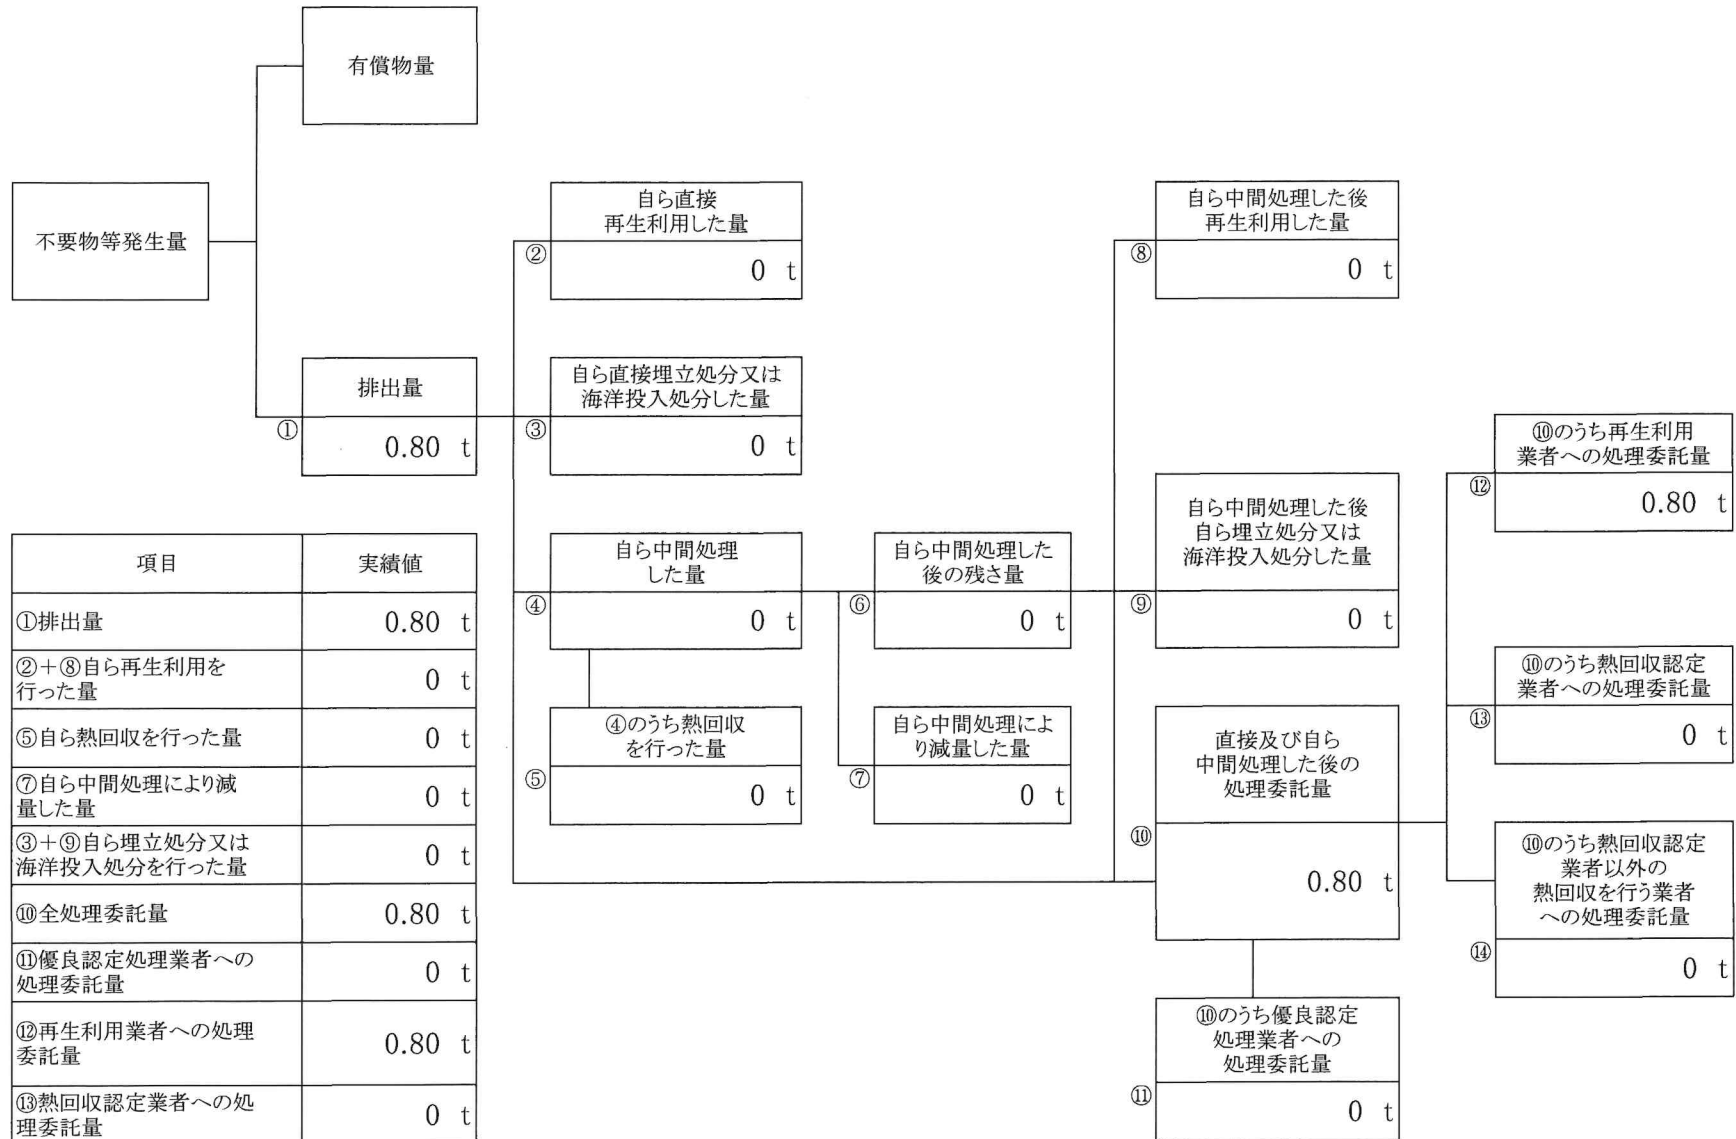 有償物量
不要物等発生量
自ら直接
再生利用した量
②
0 t
自ら中間処理した後
再生利用した量
⑧
0 t
排出量
①
0.80 t
自ら直接埋立処分又は
海洋投入処分した量
③
0 t
⑩のうち再生利用
業者への処理委託量
⑫
0.80 t
自ら中間処理
した量
④
0 t
自ら中間処理した
後の残さ量
⑥
0 t
自ら中間処理した後
自ら埋立処分又は
海洋投入処分した量
⑨
0 t
⑩のうち熱回収認定
業者への処理委託量
⑬
0 t
④のうち熱回収
を行った量
⑤
0 t
自ら中間処理によ
り減量した量
⑦
0 t
直接及び自ら
中間処理した後の
処理委託量
⑩
0.80 t
⑩のうち熱回収認定
業者以外の
熱回収を行う業者
への処理委託量
⑭
0 t
⑩のうち優良認定
処理業者への
処理委託量
⑪
0 t
項目 実績値
①排出量 0.80 t
②+⑧自ら再生利用を
行った量 0 t
⑤自ら熱回収を行った量 0 t
⑦自ら中間処理により減
量した量 0 t
③+⑨自ら埋立処分又は
海洋投入処分を行った量 0 t
⑩全処理委託量 0.80 t
⑪優良認定処理業者への
処理委託量 0 t
⑫再生利用業者への処理
委託量 0.80 t
⑬熱回収認定業者への処
理委託量 0 t